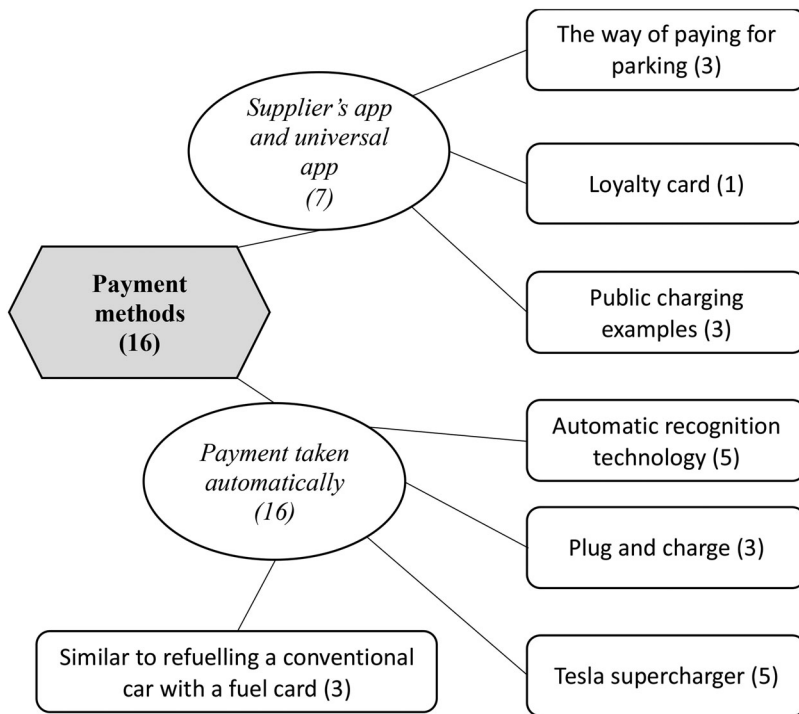 The way of paying for
parking (3)
Supplier’s app
and universal
app
(7)
Loyalty card (1)
Public charging
examples (3)
Payment
methods
(16)
Automatic recognition
technology (5)
Payment taken
automatically
(16)
Plug and charge (3)
Similar to refuelling a conventional
car with a fuel card (3)
Tesla supercharger (5)